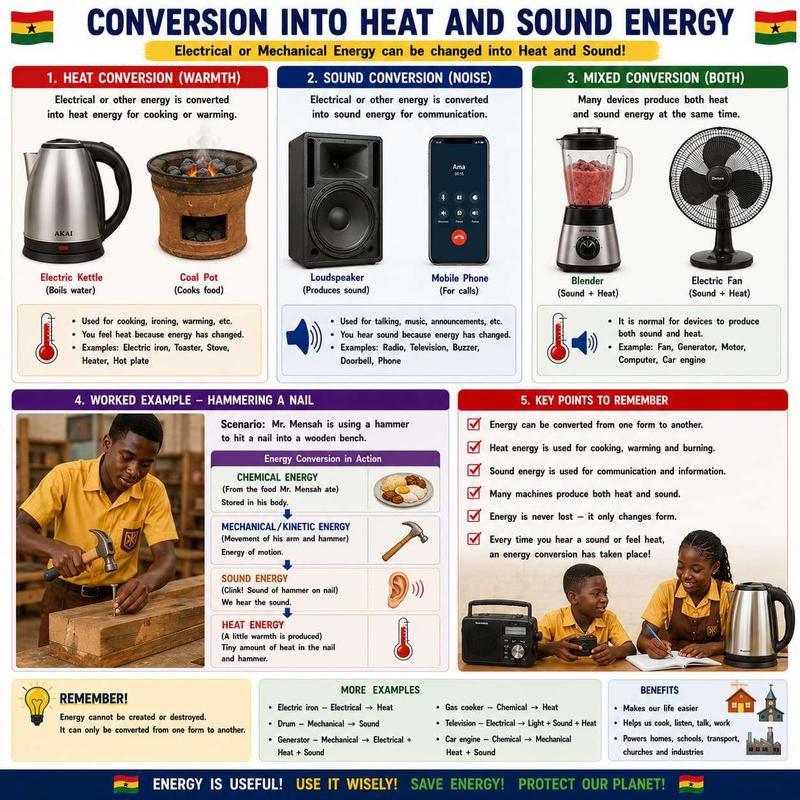 CONVERSION INTO HEAT AND SOUND ENERGY
Electrical or Mechanical Energy can be changed into Heat and Sound!
1. HEAT CONVERSION (WARMTH)
Electrical or other energy is converted
into heat energy for cooking or warming.
AKAI
Electric Kettle
(Boils water)
Coal Pot
(Cooks food)
• Used for cooking, ironing, warming, etc.
• You feel heat because energy has changed.
• Examples: Electric iron, Toaster, Stove,
Heater, Hot plate
2. SOUND CONVERSION (NOISE)
Electrical or other energy is converted
into sound energy for communication.
Ama
00:15
Loudspeaker
(Produces sound)
Mobile Phone
(For calls)
• Used for talking, music, announcements, etc.
• You hear sound because energy has changed.
• Examples: Radio, Television, Buzzer,
Doorbell, Phone
3. MIXED CONVERSION (BOTH)
Many devices produce both heat
and sound energy at the same time.
Blender
(Sound + Heat)
Electric Fan
(Sound + Heat)
• It is normal for devices to produce
both sound and heat.
• Example: Fan, Generator, Motor,
Computer, Car engine
4. WORKED EXAMPLE – HAMMERING A NAIL
Scenario: Mr. Mensah is using a hammer
to hit a nail into a wooden bench.
Energy Conversion in Action
CHEMICAL ENERGY
(From the food Mr. Mensah ate)
Stored in his body.
MECHANICAL/KINETIC ENERGY
(Movement of his arm and hammer)
Energy of motion.
SOUND ENERGY
(Clink! Sound of hammer on nail)
We hear the sound.
HEAT ENERGY
(A little warmth is produced)
Tiny amount of heat in the nail
and hammer.
5. KEY POINTS TO REMEMBER
Energy can be converted from one form to another.
Heat energy is used for cooking, warming and burning.
Sound energy is used for communication and information.
Many machines produce both heat and sound.
Energy is never lost – it only changes form.
Every time you hear a sound or feel heat,
an energy conversion has taken place!
REMEMBER!
Energy cannot be created or destroyed.
It can only be converted from one form to another.
MORE EXAMPLES
• Electric iron – Electrical → Heat
• Drum – Mechanical → Sound
• Generator – Mechanical → Electrical +
Heat + Sound
• Gas cooker – Chemical → Heat
• Television – Electrical → Light + Sound + Heat
• Car engine – Chemical → Mechanical
Heat + Sound
BENEFITS
• Makes our life easier
• Helps us cook, listen, talk, work
• Powers homes, schools, transport,
churches and industries
ENERGY IS USEFUL! USE IT WISELY! SAVE ENERGY! PROTECT OUR PLANET!